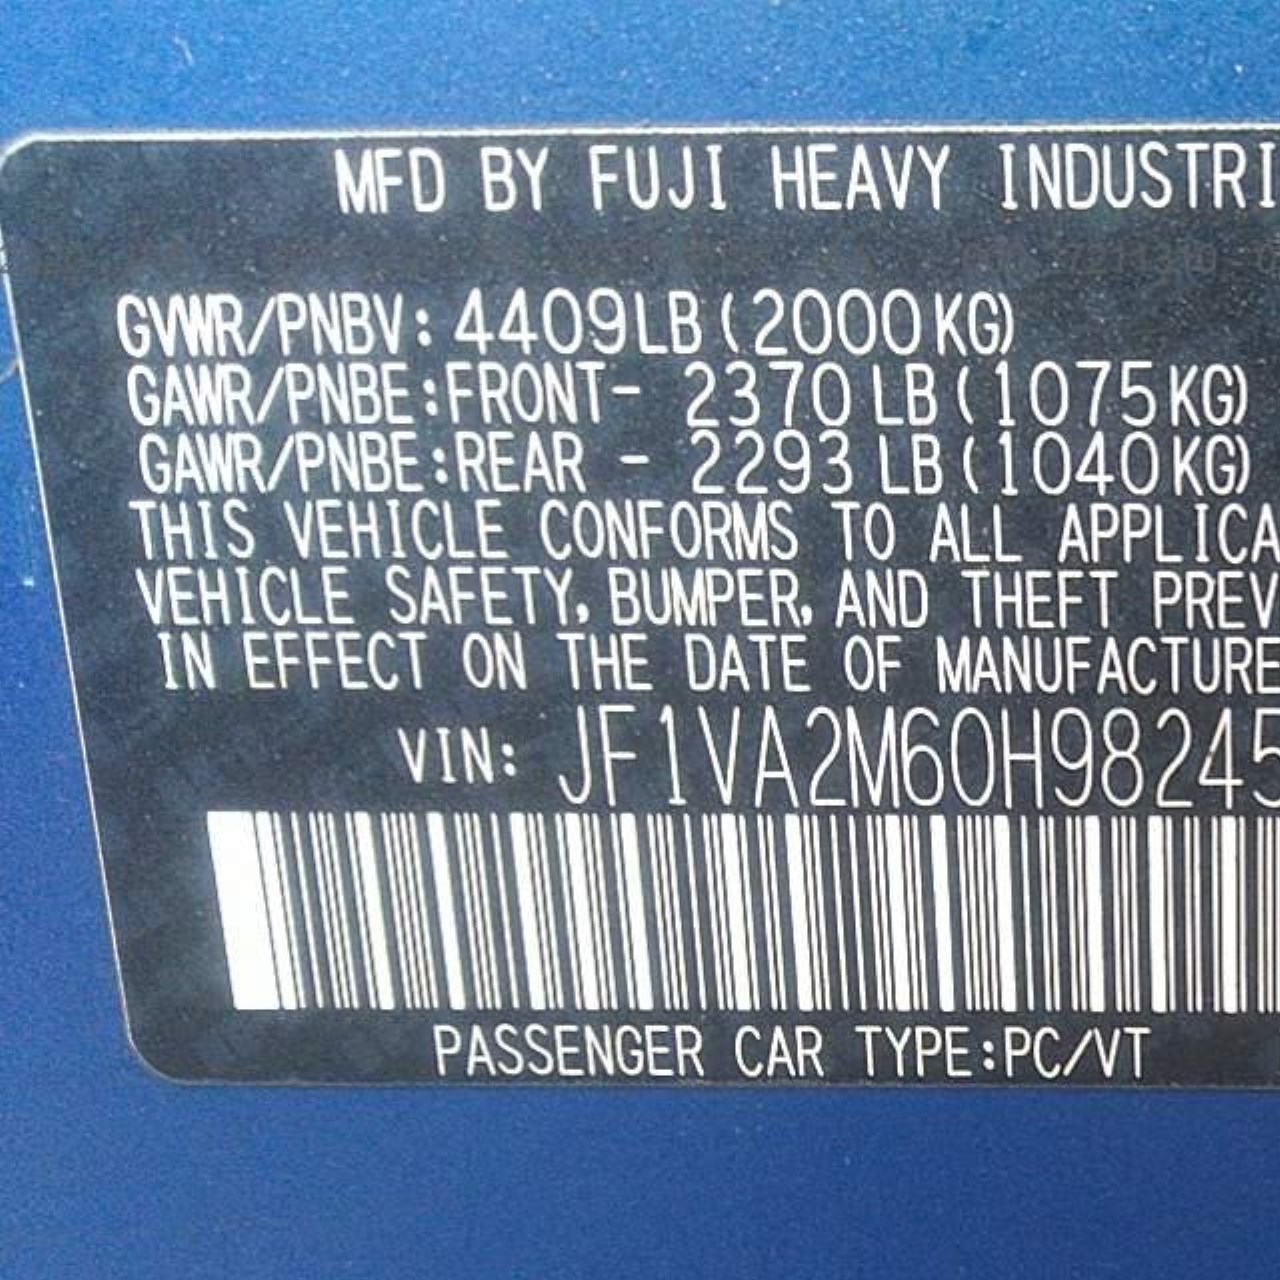 MFD BY FUJI HEAVY INDUSTRI
GVWR/PNBV: 4409LB (2000KG)
GAWR/PNBE:FRONT- 2370 LB (1075KG)
GAWR/PNBE:REAR - 2293 LB (1040KG)
THIS VEHICLE CONFORMS TO ALL APPLICA
VEHICLE SAFETY, BUMPER, AND THEFT PREV
IN EFFECT ON THE DATE OF MANUFACTURE
VIN: JF1VA2M60H98245
PASSENGER CAR TYPE:PC/VT